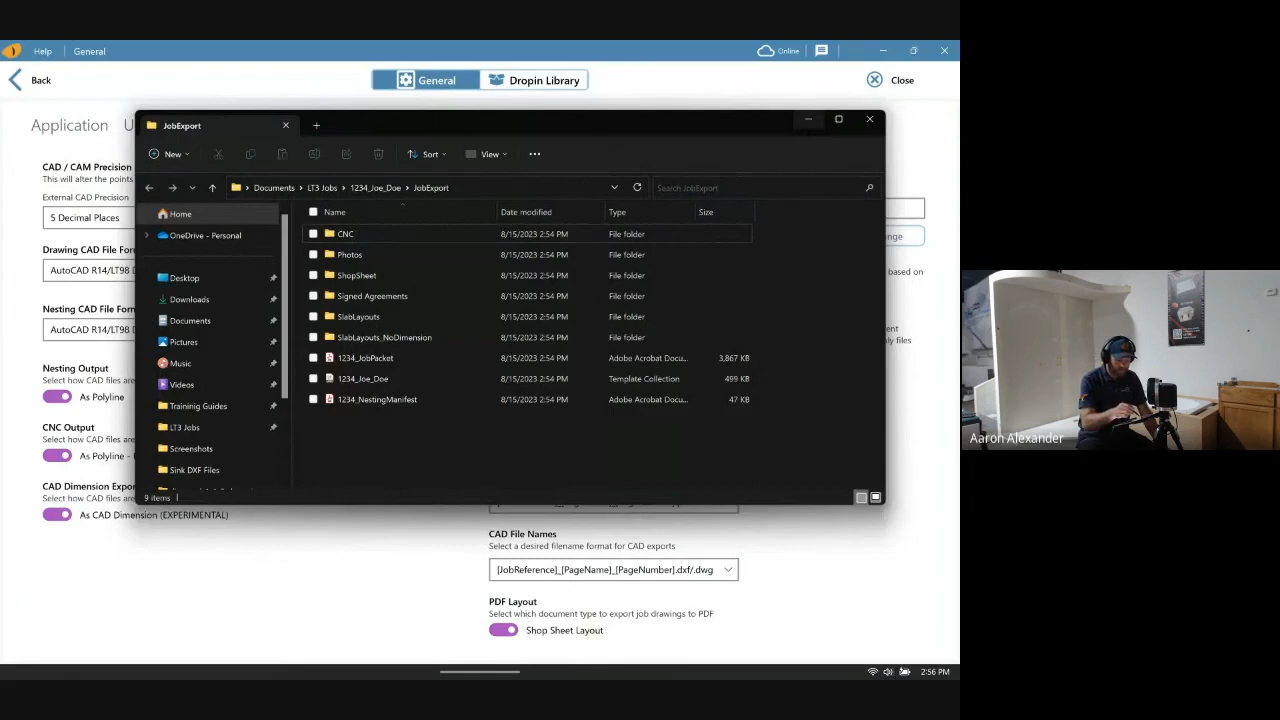 Help
General
Online
Back
General
Dropin Library
Close
Application
JobExport
New
Sort
View
CAD / CAM Precision
This will alter the points
External CAD Precision
5 Decimal Places
Drawing CAD File Form
AutoCAD R14/LT98 D
Nesting CAD File Form
AutoCAD R14/LT98 D
Nesting Output
Select how CAD files are
As Polyline
CNC Output
Select how CAD files are
As Polyline -
CAD Dimension Expor
Select how CAD files are
As CAD Dimension (EXPERIMENTAL)
Documents > LT3 Jobs > 1234_Joe_Doe > JobExport
Search JobExport
Home
OneDrive - Personal
Desktop
Downloads
Documents
Pictures
Music
Videos
Traininig Guides
LT3 Jobs
Screenshots
Sink DXF Files
Name Date modified Type Size
CNC 8/15/2023 2:54 PM File folder
Photos 8/15/2023 2:54 PM File folder
ShopSheet 8/15/2023 2:54 PM File folder
Signed Agreements 8/15/2023 2:54 PM File folder
SlabLayouts 8/15/2023 2:54 PM File folder
SlabLayouts_NoDimension 8/15/2023 2:54 PM File folder
1234_JobPacket 8/15/2023 2:54 PM Adobe Acrobat Docu... 3,867 KB
1234_Joe_Doe 8/15/2023 2:54 PM Template Collection 499 KB
1234_NestingManifest 8/15/2023 2:54 PM Adobe Acrobat Docu... 47 KB
9 items
nge
based on
ent
ly files
CAD File Names
Select a desired filename format for CAD exports
[JobReference]_[PageName]_[PageNumber].dxf/.dwg
PDF Layout
Select which document type to export job drawings to PDF
Shop Sheet Layout
2:56 PM
Aaron Alexander